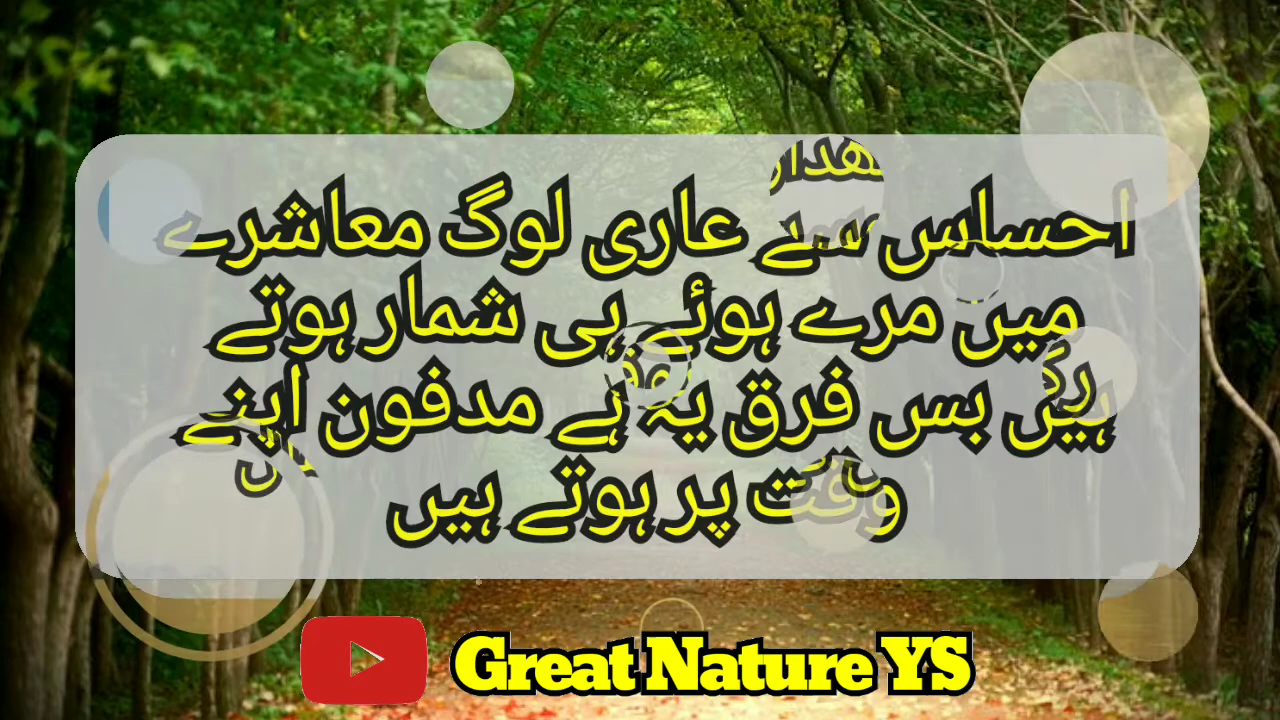 احساس سے عاری لوگ معاشرے
میں مرے ہوئے ہی شمار ہوتے
ہیں بس فرق یہ ہے مدفون اپنے
وقت پر ہوتے ہیں
Great Nature YS